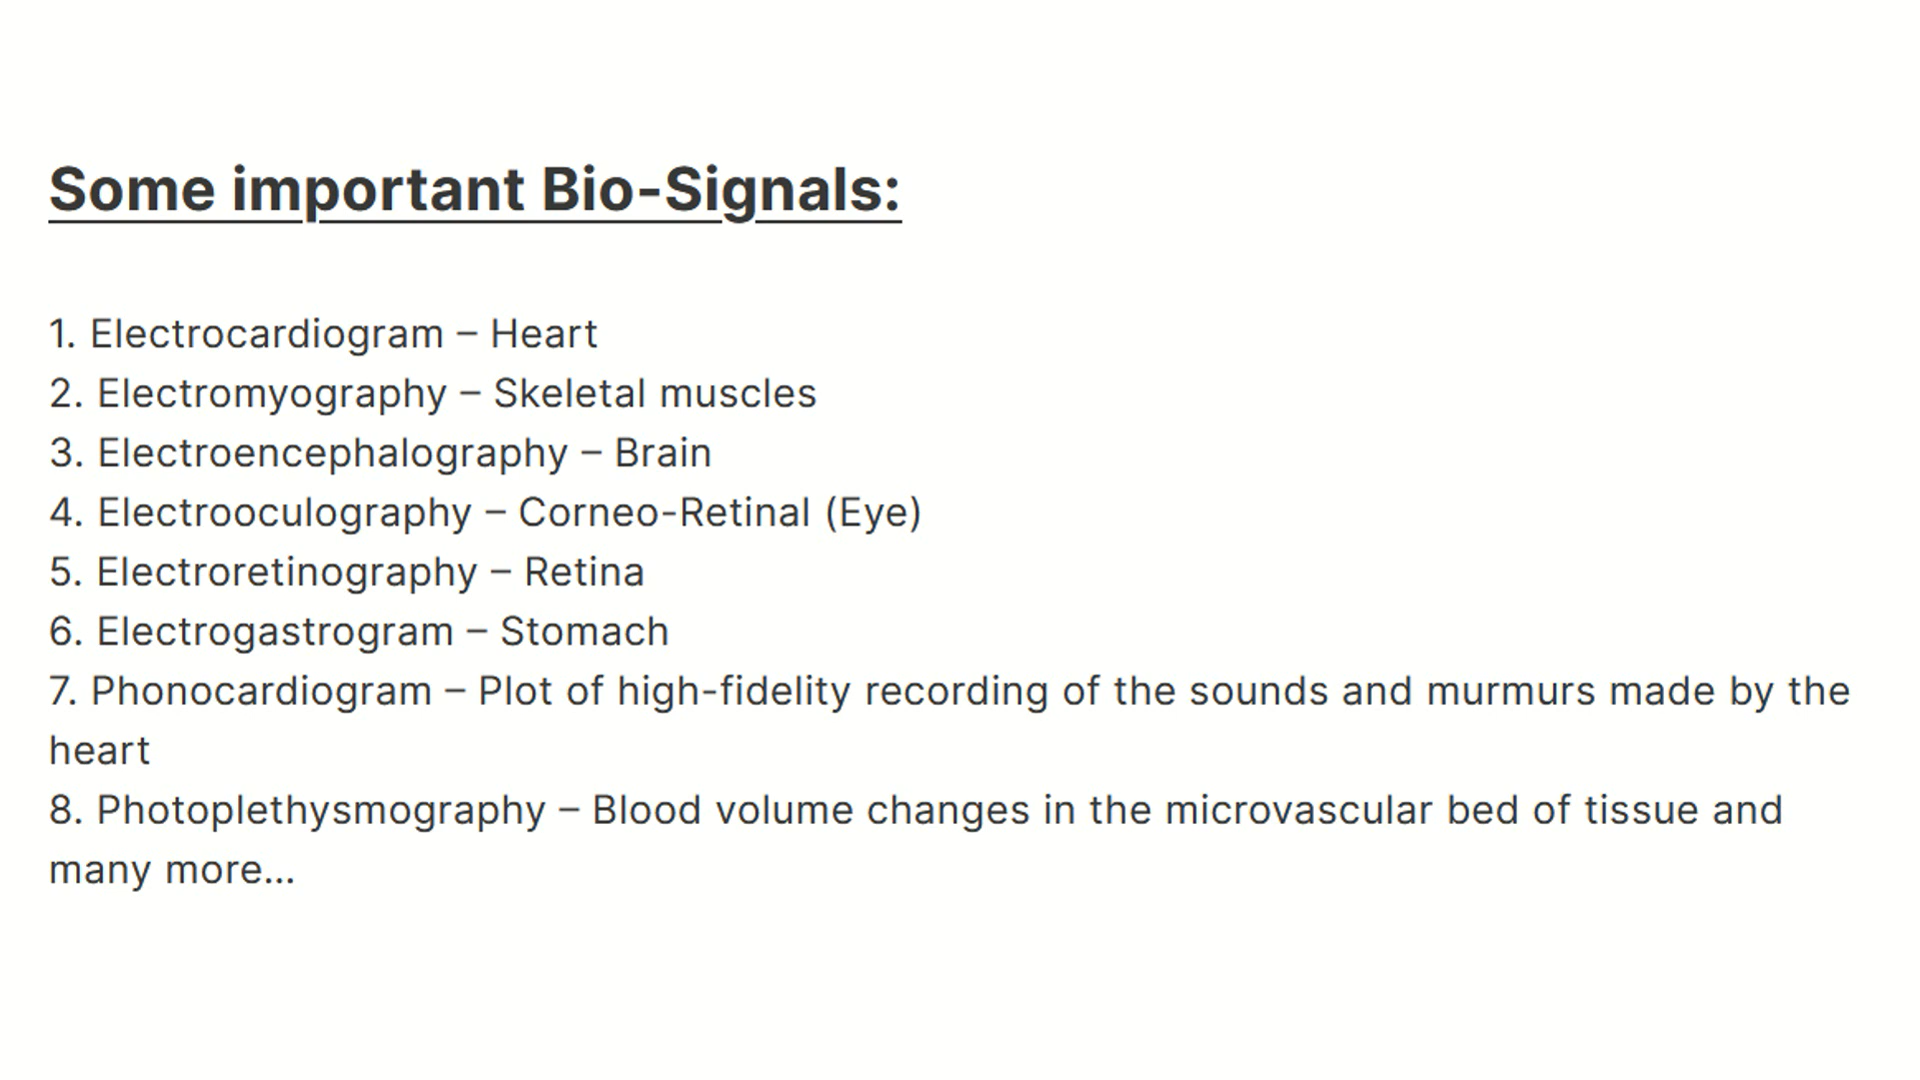 Some important Bio-Signals:
1. Electrocardiogram – Heart
2. Electromyography – Skeletal muscles
3. Electroencephalography – Brain
4. Electrooculography – Corneo-Retinal (Eye)
5. Electroretinography – Retina
6. Electrogastrogram – Stomach
7. Phonocardiogram – Plot of high-fidelity recording of the sounds and murmurs made by the
heart
8. Photoplethysmography – Blood volume changes in the microvascular bed of tissue and
many more...